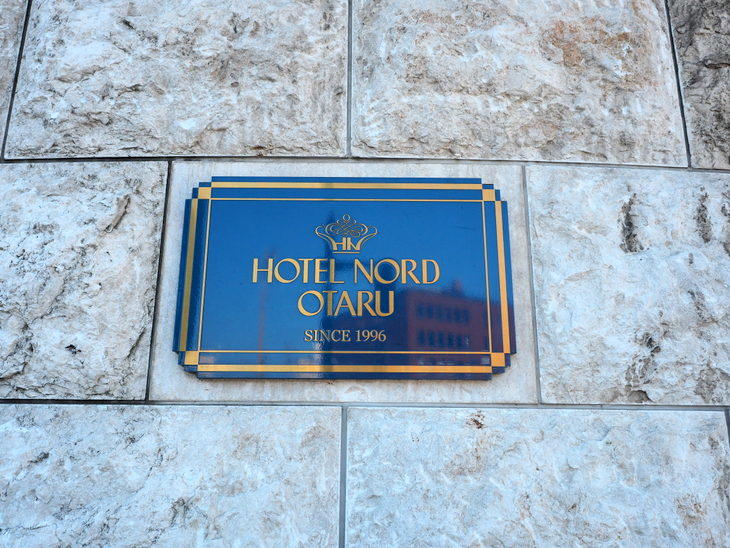 HN
HOTEL NORD
OTARU
SINCE 1996